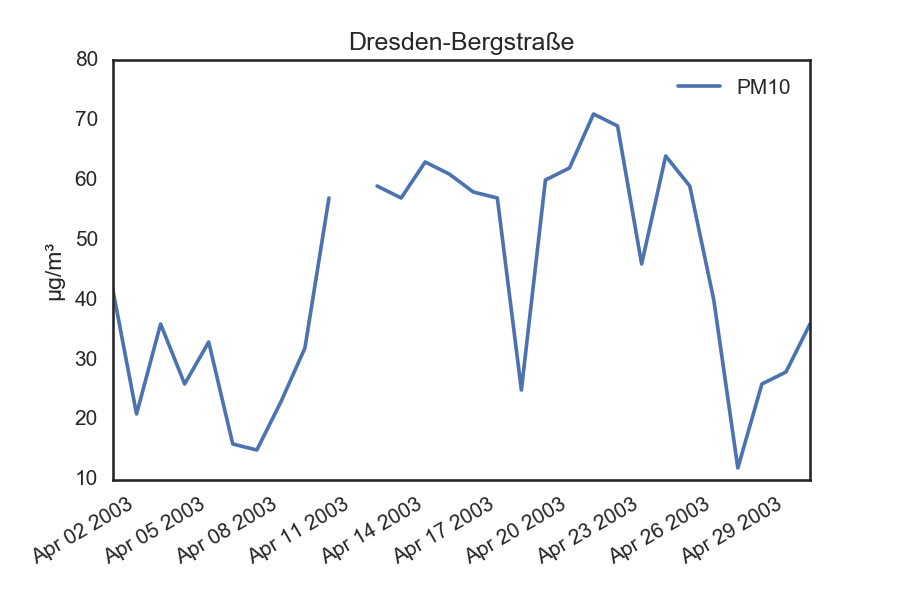 Dresden-Bergstraße
80
70
60
50
40
30
20
10
µg/m³
PM10
Apr 02 2003
Apr 05 2003
Apr 08 2003
Apr 11 2003
Apr 14 2003
Apr 17 2003
Apr 20 2003
Apr 23 2003
Apr 26 2003
Apr 29 2003